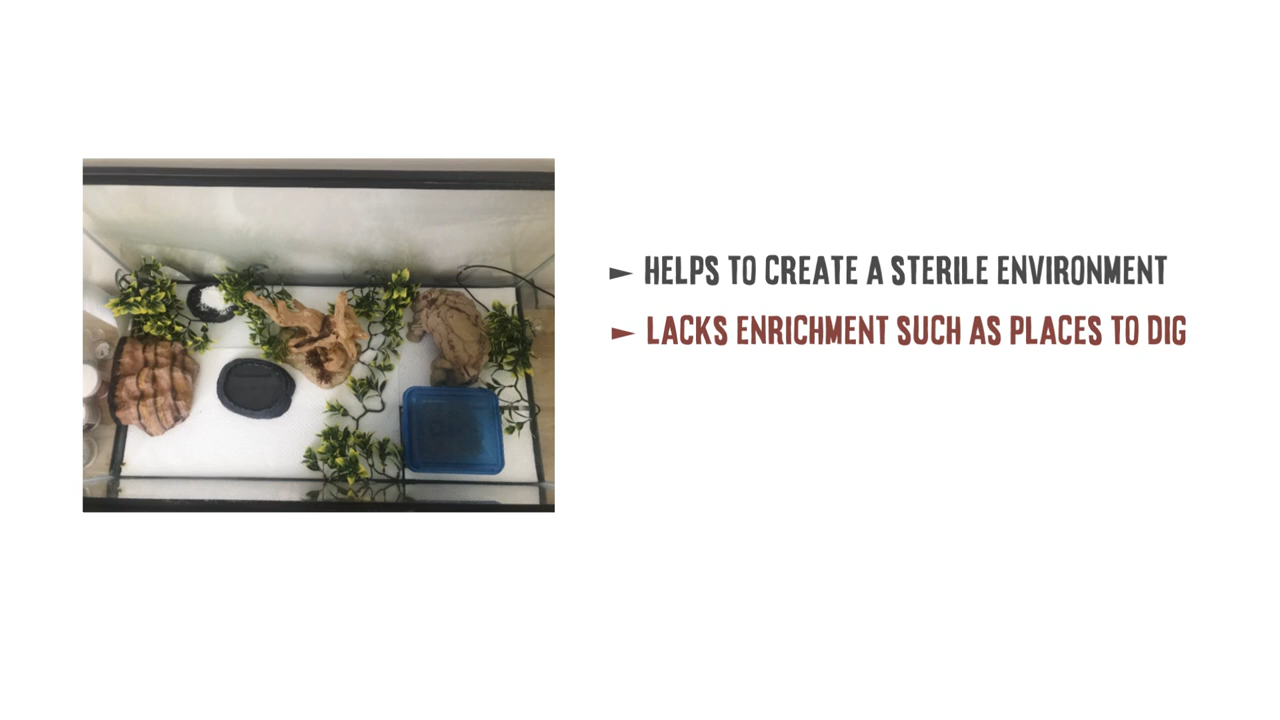 ► HELPS TO CREATE A STERILE ENVIRONMENT
► LACKS ENRICHMENT SUCH AS PLACES TO DIG